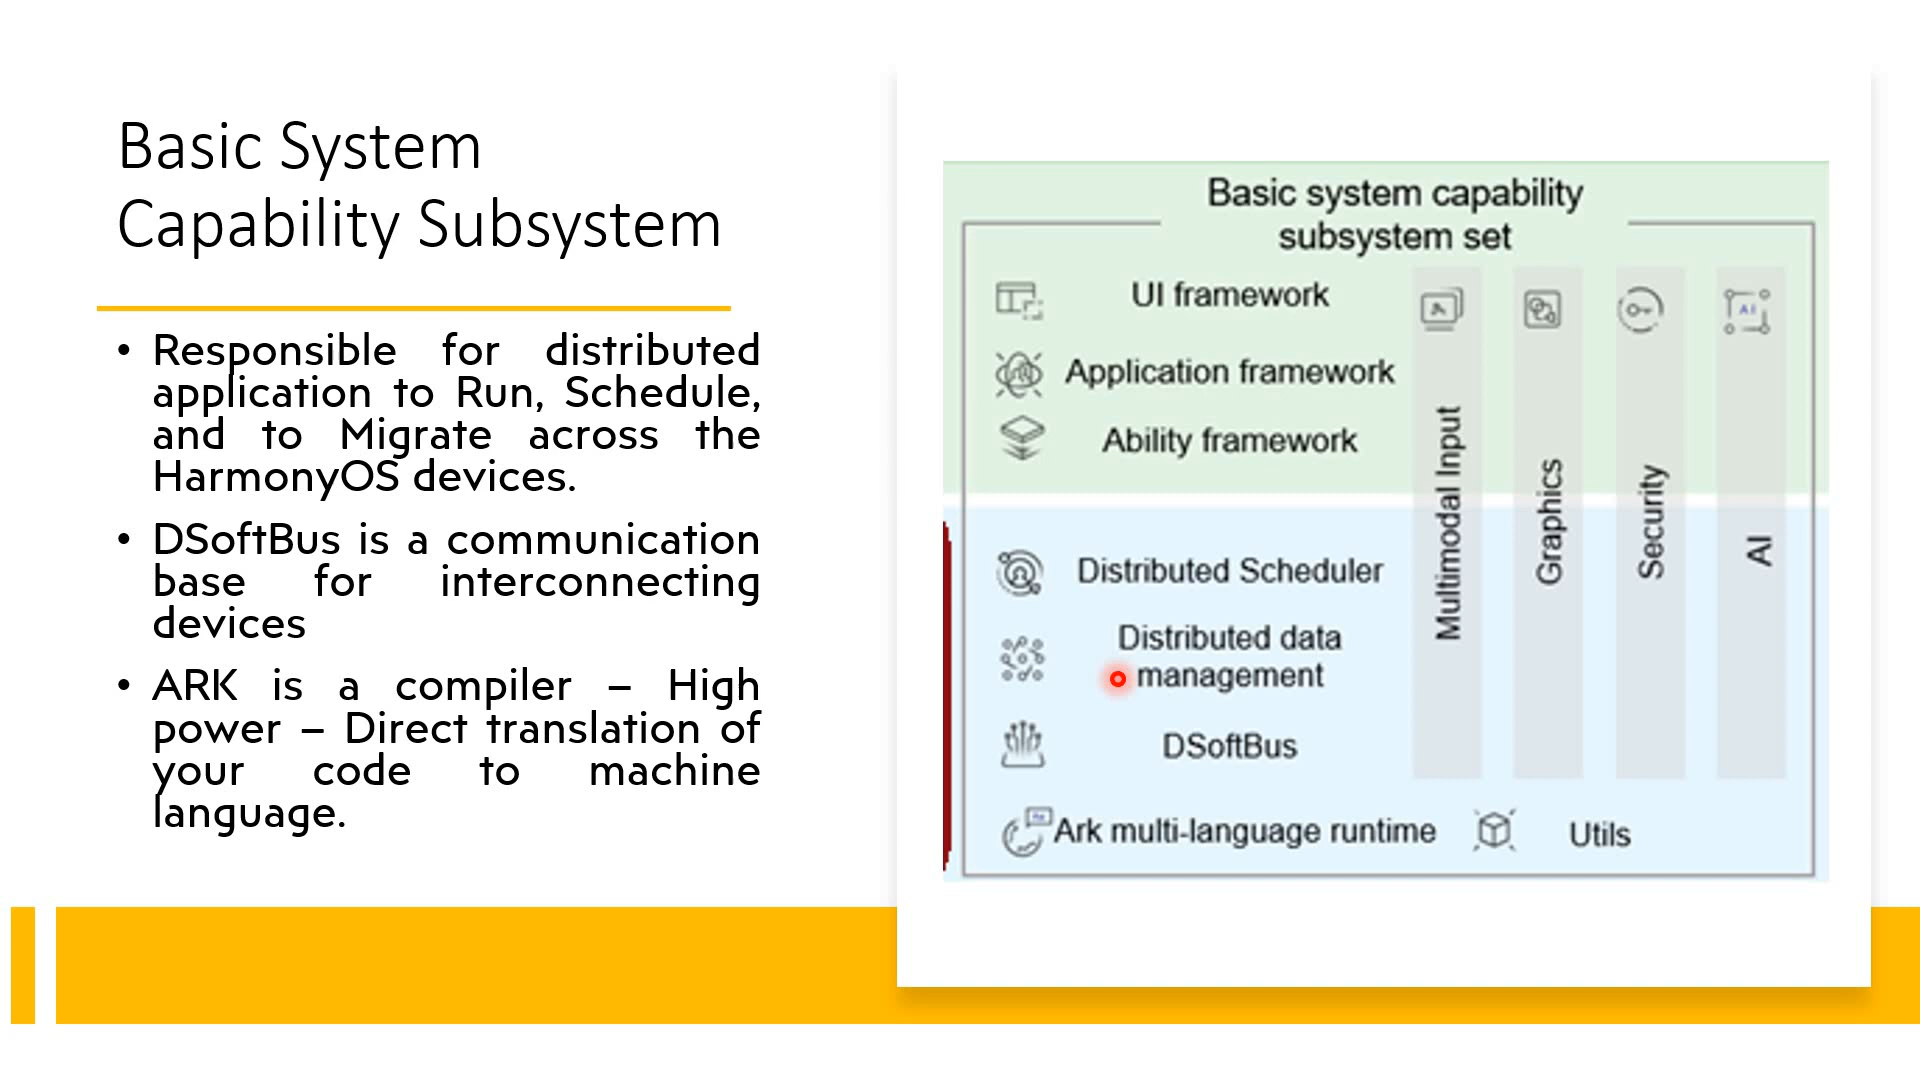 Basic System
Capability Subsystem
• Responsible for distributed
application to Run, Schedule,
and to Migrate across the
HarmonyOS devices.
• DSoftBus is a communication
base for interconnecting
devices
• ARK is a compiler – High
power – Direct translation of
your code to machine
language.
Basic system capability
subsystem set
UI framework
Application framework
Ability framework
Distributed Scheduler
Distributed data
management
DSoftBus
Ark multi-language runtime
Utils
Multimodal Input
Graphics
Security
AI
AI